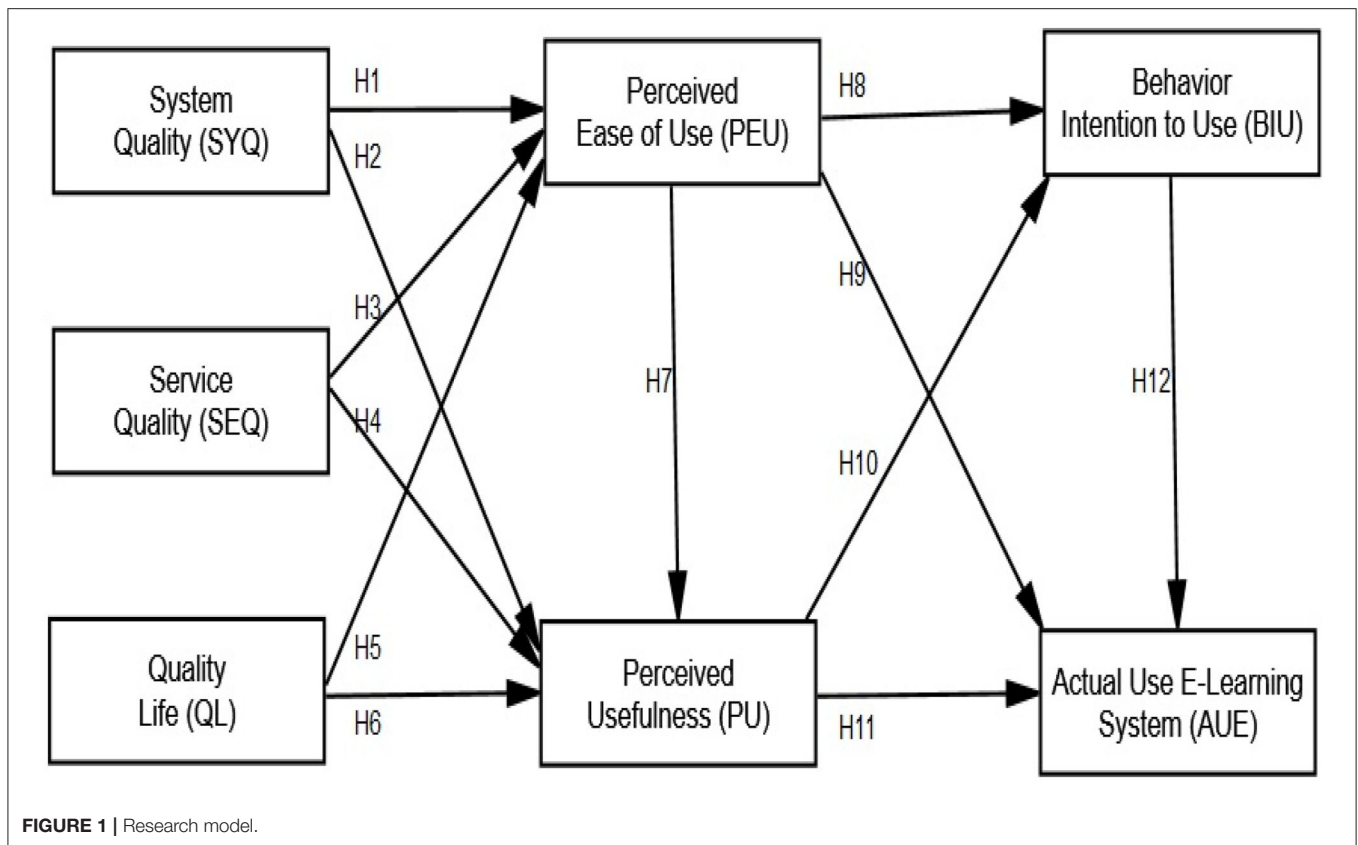 System
Quality (SYQ)
H1
H2
Perceived
Ease of Use (PEU)
H8
Behavior
Intention to Use (BIU)
Service
Quality (SEQ)
H3
H4
H7
H9
H10
H12
Quality
Life (QL)
H5
H6
Perceived
Usefulness (PU)
H11
Actual Use E-Learning
System (AUE)
FIGURE 1 | Research model.